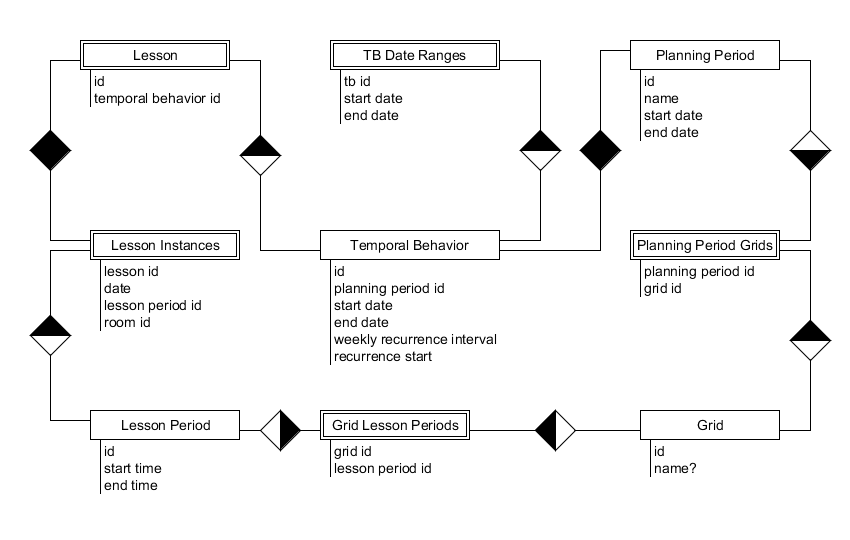 Lesson
id
temporal behavior id
TB Date Ranges
tb id
start date
end date
Planning Period
id
name
start date
end date
Lesson Instances
lesson id
date
lesson period id
room id
Temporal Behavior
id
planning period id
start date
end date
weekly recurrence interval
recurrence start
Planning Period Grids
planning period id
grid id
Lesson Period
id
start time
end time
Grid Lesson Periods
grid id
lesson period id
Grid
id
name?